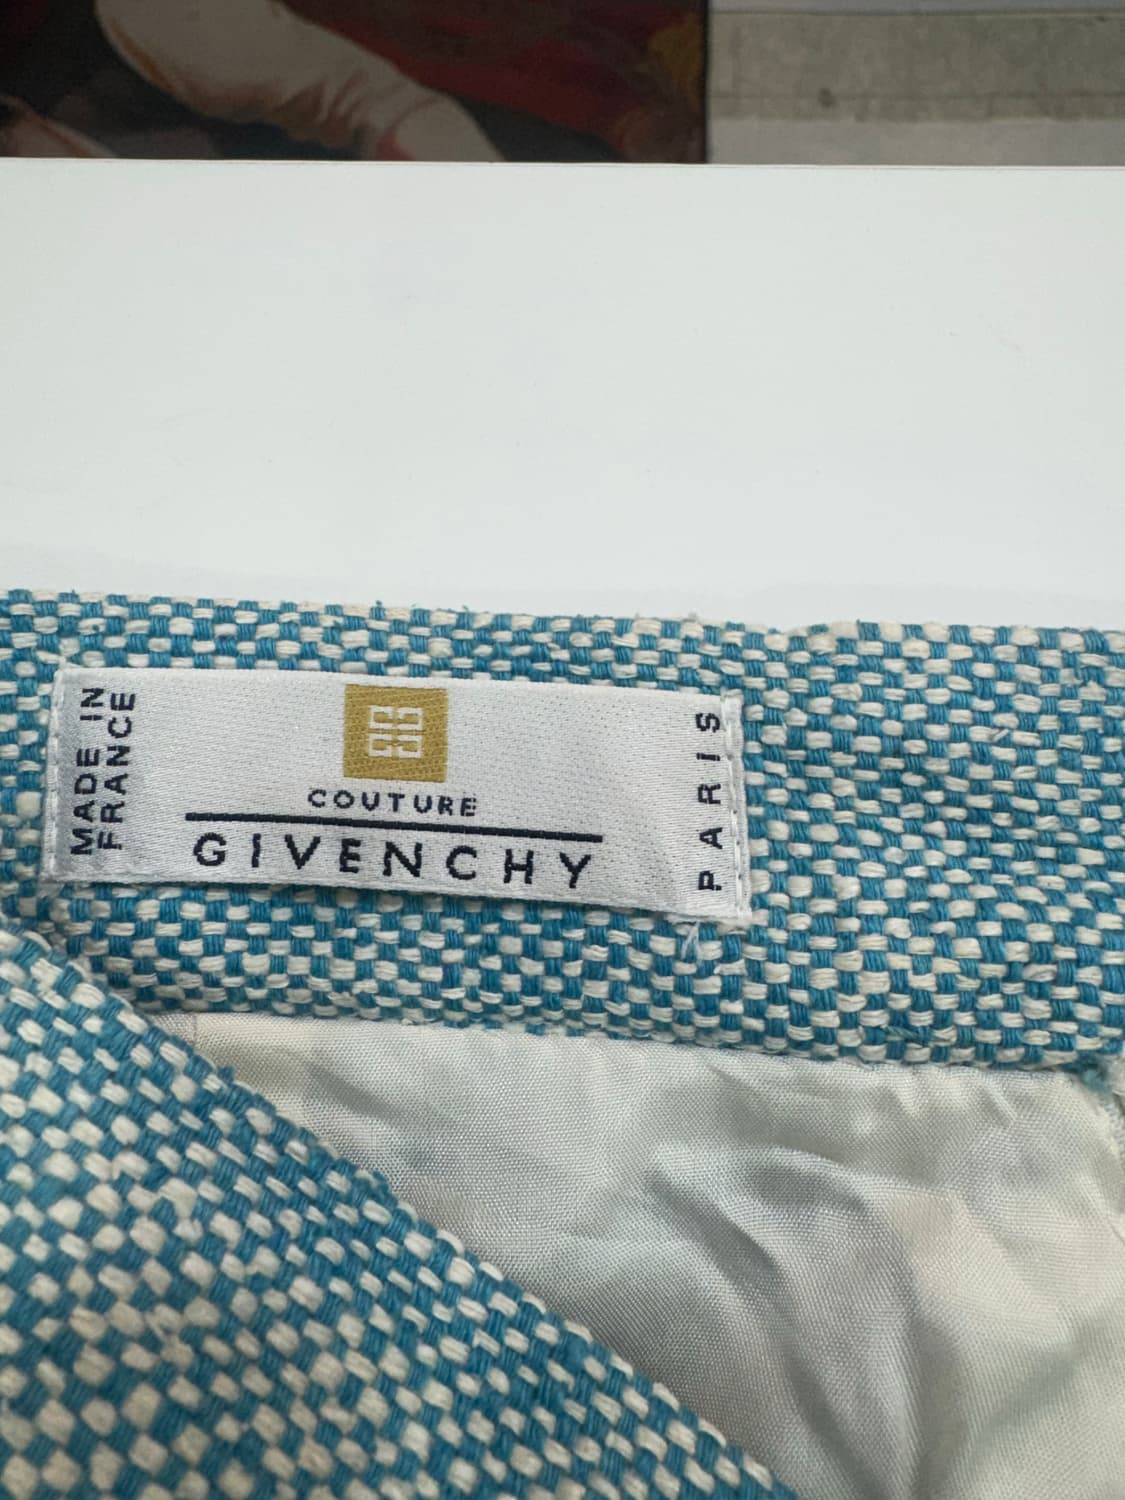 MADE IN
FRANCE
COUTURE
GIVENCHY
PARIS